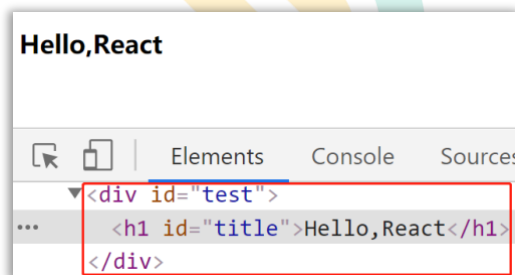 Hello,React
Elements Console Sources
<div id="test">
<h1 id="title">Hello,React</h1>
</div>